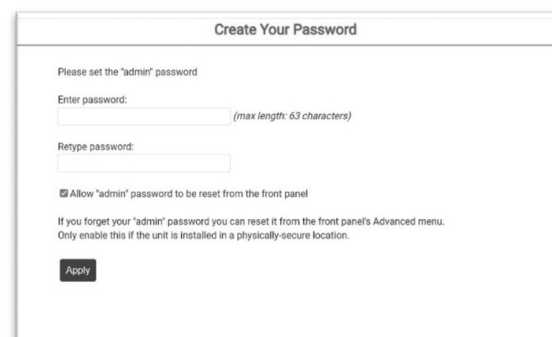 Create Your Password
Please set the "admin" password
Enter password:
(max length: 63 characters)
Retype password:
Allow "admin" password to be reset from the front panel
If you forget your "admin" password you can reset it from the front panel's Advanced menu.
Only enable this if the unit is installed in a physically-secure location.
Apply